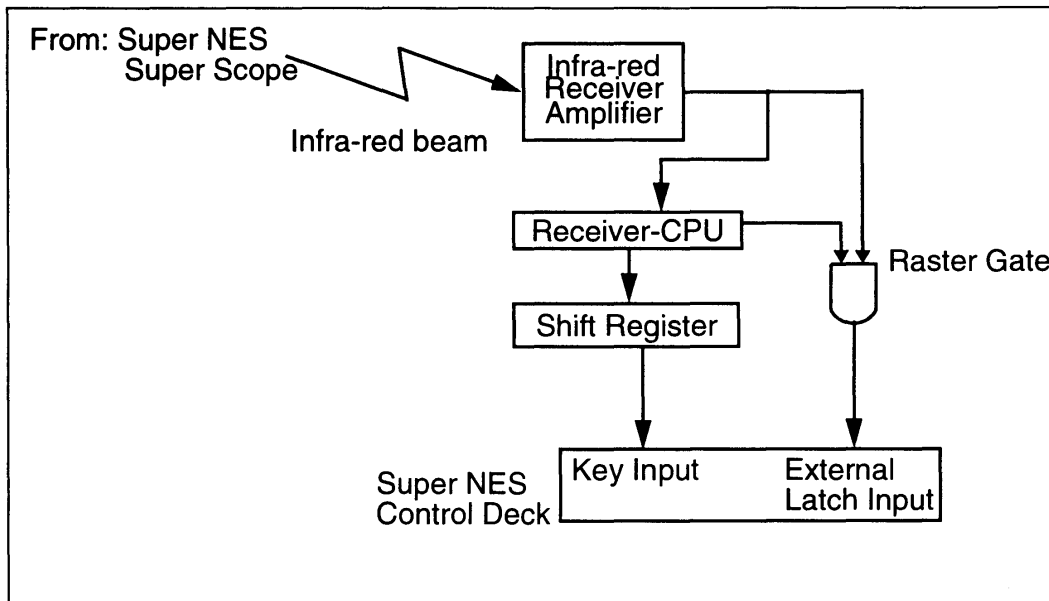 From: Super NES
Super Scope
Infra-red beam
Infra-red
Receiver
Amplifier
Receiver-CPU
Raster Gate
Shift Register
Super NES
Control Deck
Key Input
External
Latch Input